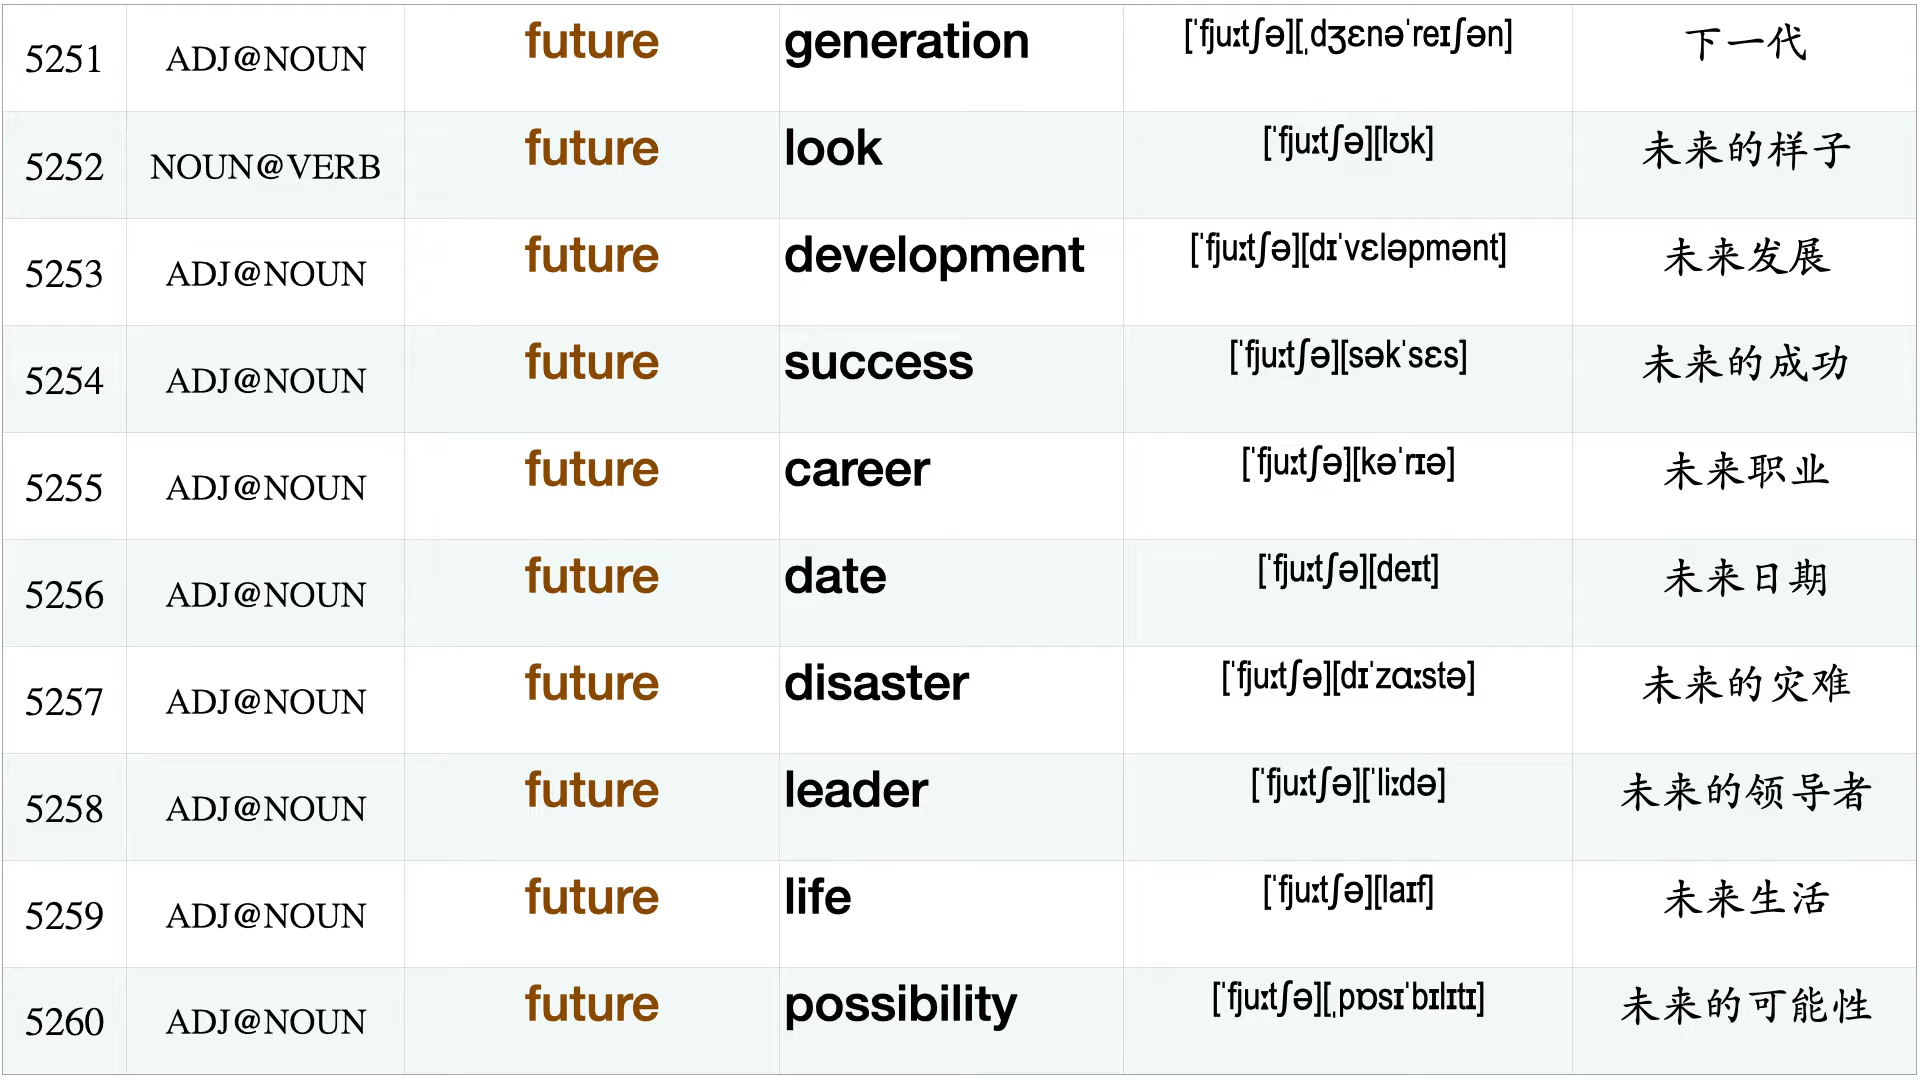 5251 ADJ@NOUN future generation [ˈfjuːtʃə][ˌdʒɛnəˈreɪʃən] 下一代
5252 NOUN@VERB future look [ˈfjuːtʃə][lʊk] 未来的样子
5253 ADJ@NOUN future development [ˈfjuːtʃə][dɪˈvɛləpmənt] 未来发展
5254 ADJ@NOUN future success [ˈfjuːtʃə][səkˈsɛs] 未来的成功
5255 ADJ@NOUN future career [ˈfjuːtʃə][kəˈrɪə] 未来职业
5256 ADJ@NOUN future date [ˈfjuːtʃə][deɪt] 未来日期
5257 ADJ@NOUN future disaster [ˈfjuːtʃə][dɪˈzɑːstə] 未来的灾难
5258 ADJ@NOUN future leader [ˈfjuːtʃə][ˈliːdə] 未来的领导者
5259 ADJ@NOUN future life [ˈfjuːtʃə][laɪf] 未来生活
5260 ADJ@NOUN future possibility [ˈfjuːtʃə][ˌpɒsɪˈbɪlɪtɪ] 未来的可能性